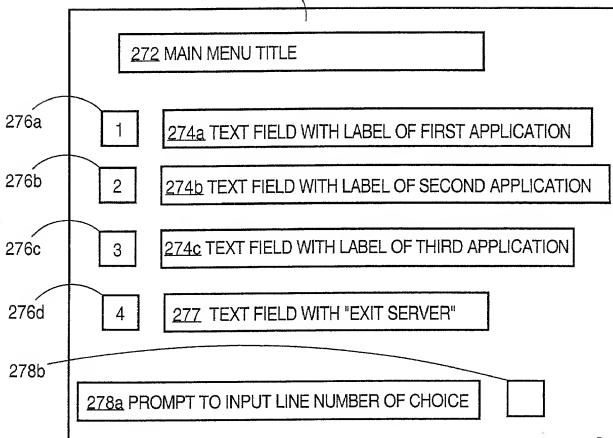 272 MAIN MENU TITLE
276a 1 274a TEXT FIELD WITH LABEL OF FIRST APPLICATION
276b 2 274b TEXT FIELD WITH LABEL OF SECOND APPLICATION
276c 3 274c TEXT FIELD WITH LABEL OF THIRD APPLICATION
276d 4 277 TEXT FIELD WITH "EXIT SERVER"
278b
278a PROMPT TO INPUT LINE NUMBER OF CHOICE